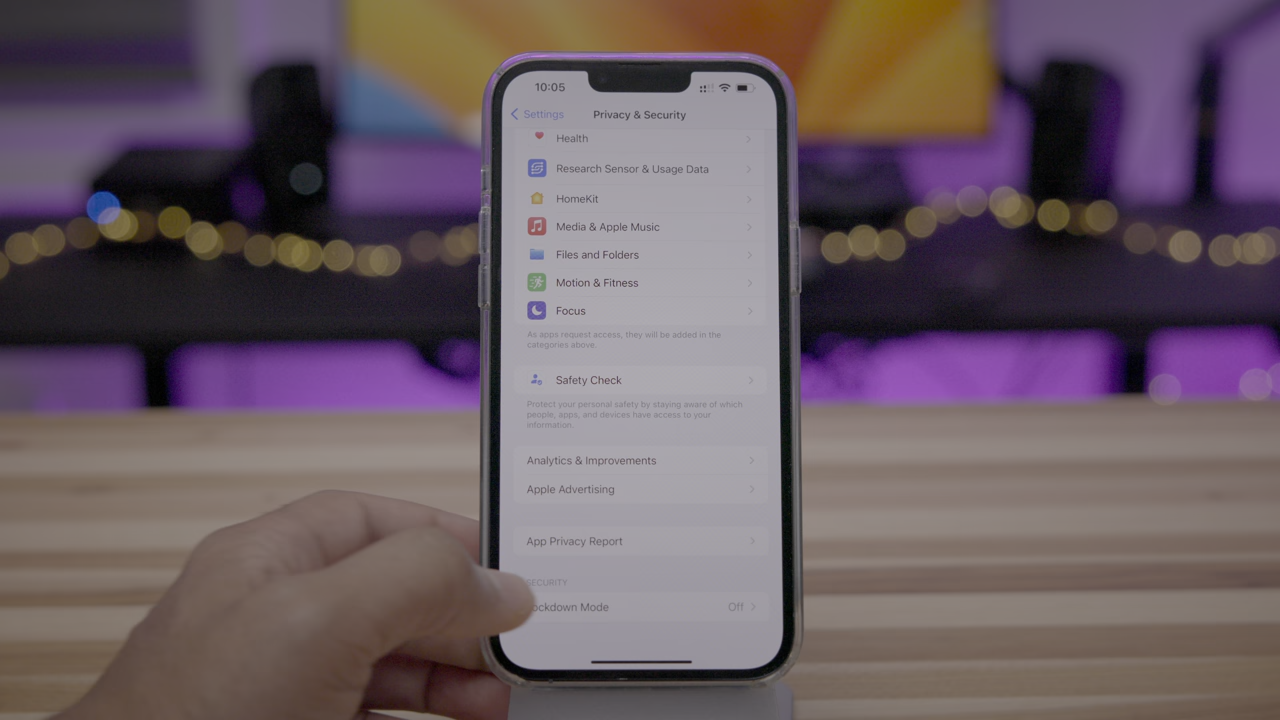 10:05
Settings
Privacy & Security
Health
Research Sensor & Usage Data
HomeKit
Media & Apple Music
Files and Folders
Motion & Fitness
Focus
As apps request access, they will be added in the
categories above.
Safety Check
Protect your personal safety by staying aware of which
people, apps, and devices have access to your
information.
Analytics & Improvements
Apple Advertising
App Privacy Report
SECURITY
ockdown Mode
Off